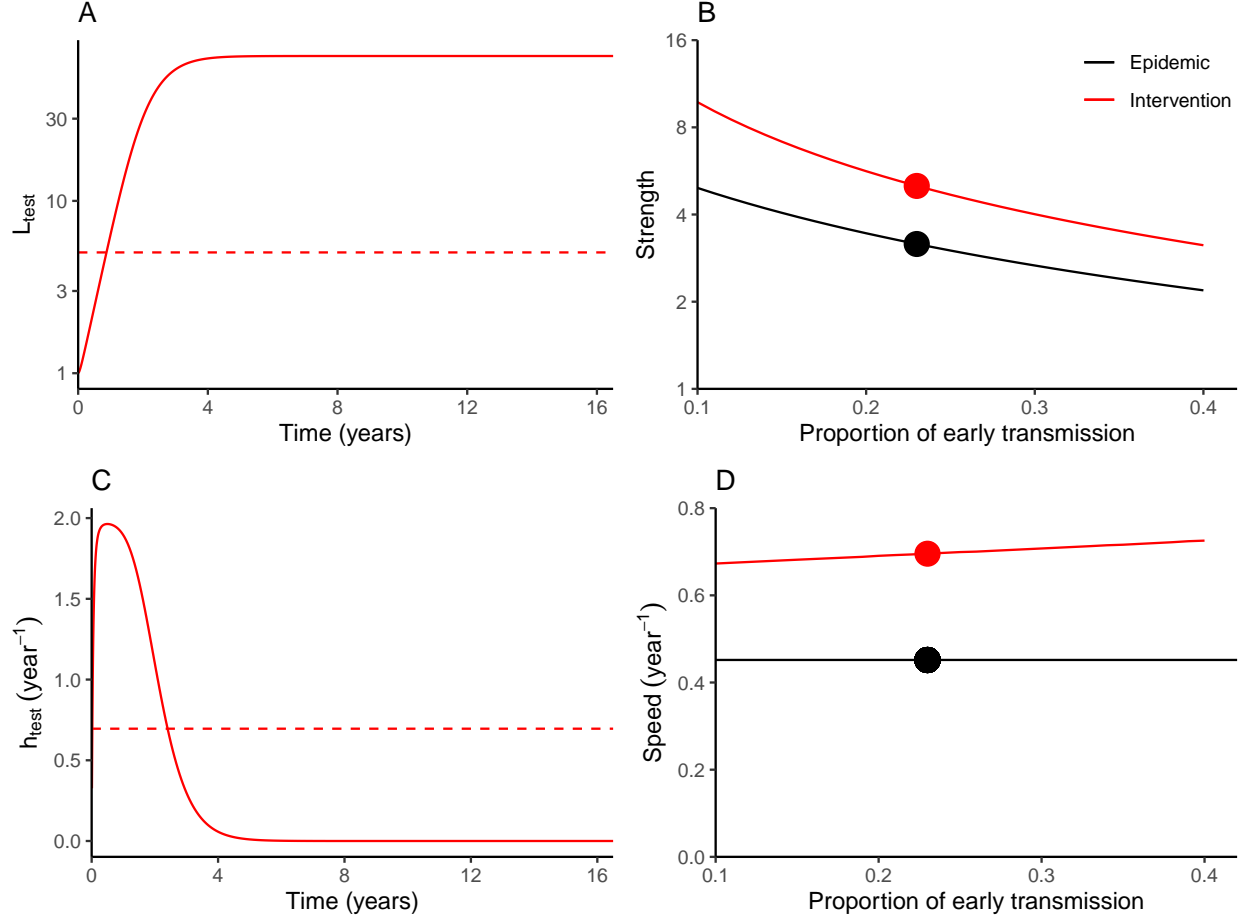 A
L_test
30
10
3
1
0 4 8 12 16
Time (years)
B
Strength
16
8
4
2
1
Epidemic
Intervention
0.1 0.2 0.3 0.4
Proportion of early transmission
C
h_test (year⁻¹)
2.0
1.5
1.0
0.5
0.0
0 4 8 12 16
Time (years)
D
Speed (year⁻¹)
0.8
0.6
0.4
0.2
0.0
0.1 0.2 0.3 0.4
Proportion of early transmission